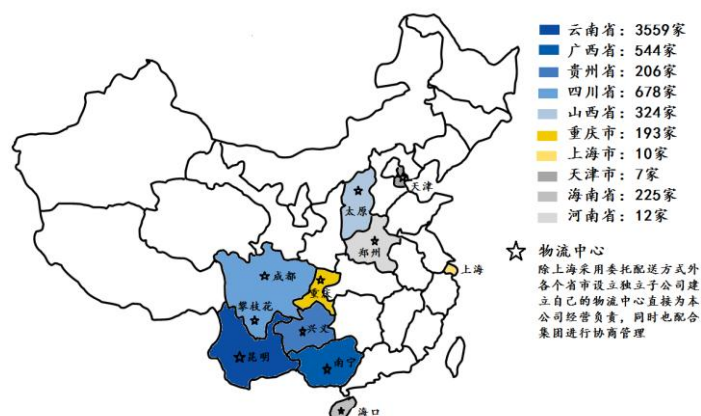 云南省：3559家
广西省：544家
贵州省：206家
四川省：678家
山西省：324家
重庆市：193家
上海市：10家
天津市：7家
海南省：225家
河南省：12家
物流中心
除上海采用委托配送方式外
各个省市设立独立子公司建
立自己的物流中心直接为本
公司经营负责，同时也配合
集团进行协商管理
天津
太原
郑州
上海
成都
重庆
攀枝花
兴义
昆明
南宁
海口